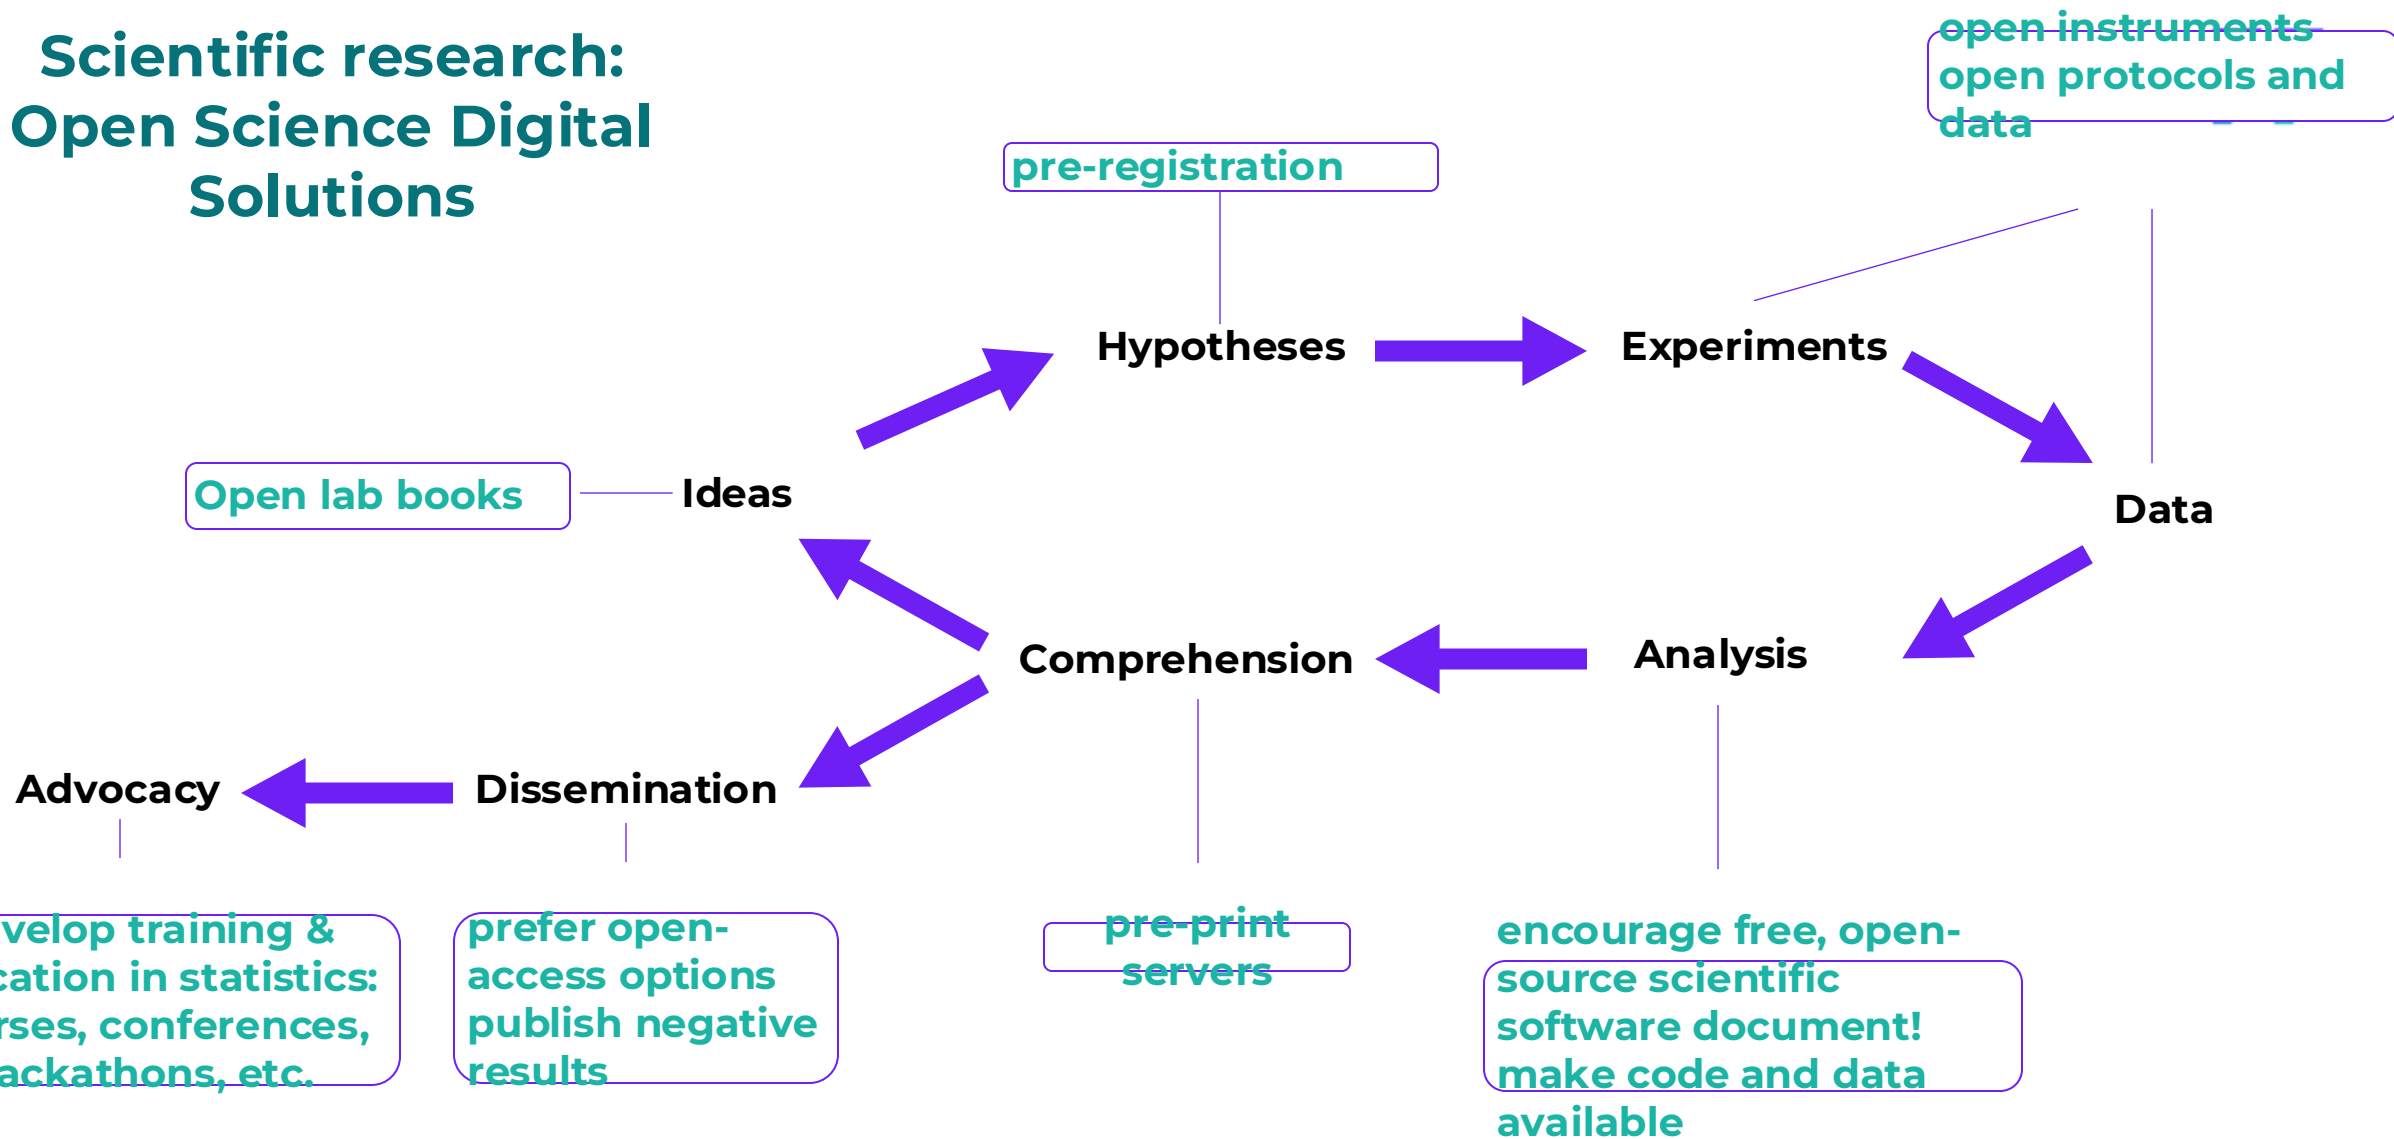 Scientific research:
Open Science Digital
Solutions
open instruments
open protocols and
data
pre-registration
Hypotheses
Experiments
Open lab books
Ideas
Data
Comprehension
Analysis
Advocacy
Dissemination
velop training &
cation in statistics:
rses, conferences,
ackathons, etc.
prefer open-
access options
publish negative
results
pre-print
servers
encourage free, open-
source scientific
software document!
make code and data
available